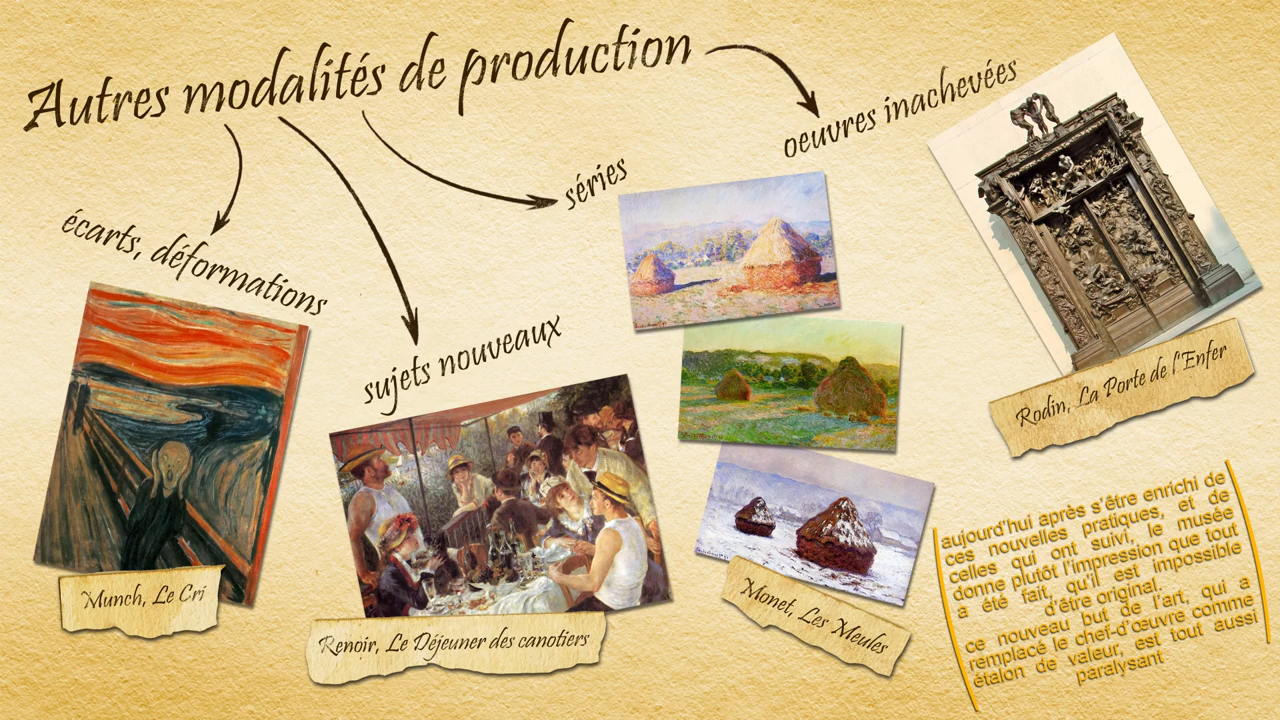 Autres modalités de production
écarts, déformations
sujets nouveaux
séries
oeuvres inachevées
Munch, Le Cri
Renoir, Le Déjeuner des canotiers
Monet, Les Meules
Rodin, La Porte de l'Enfer
aujourd'hui après s'être enrichi de
ces nouvelles pratiques, et de
celles qui ont suivi, le musée
donne plutôt l'impression que tout
a été fait, qu'il est impossible
d'être original.
ce nouveau but de l'art, qui a
remplacé le chef-d'œuvre comme
étalon de valeur, est tout aussi
paralysant